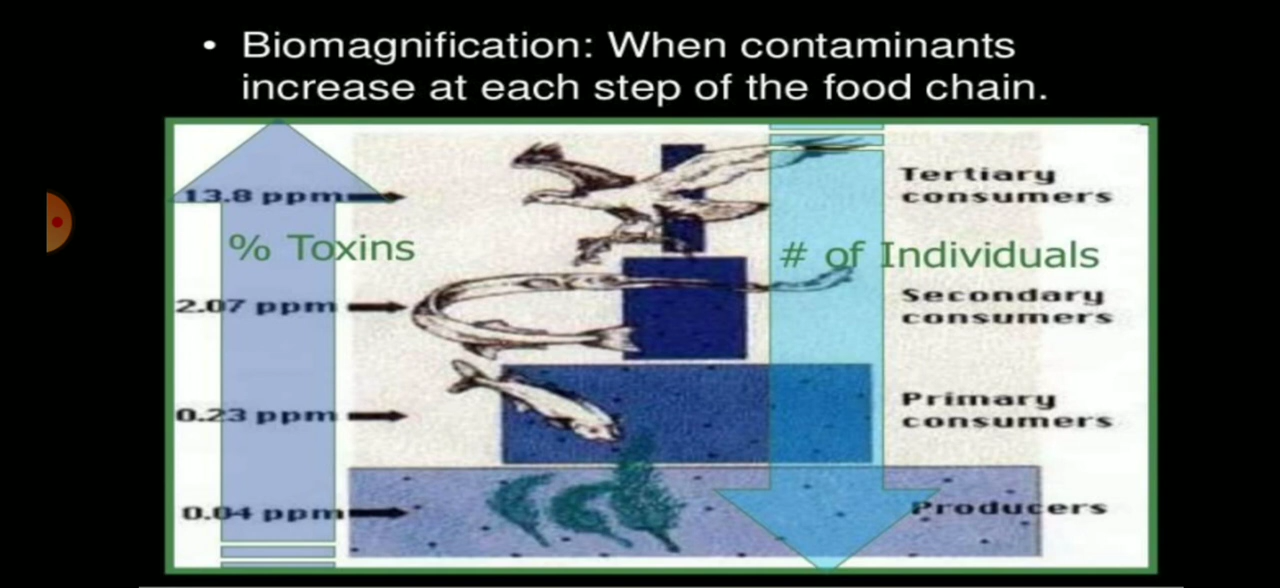 • Biomagnification: When contaminants
increase at each step of the food chain.
13.8 ppm
Tertiary
consumers
% Toxins
# of Individuals
2.07 ppm
Secondary
consumers
0.23 ppm
Primary
consumers
0.04 ppm
Producers